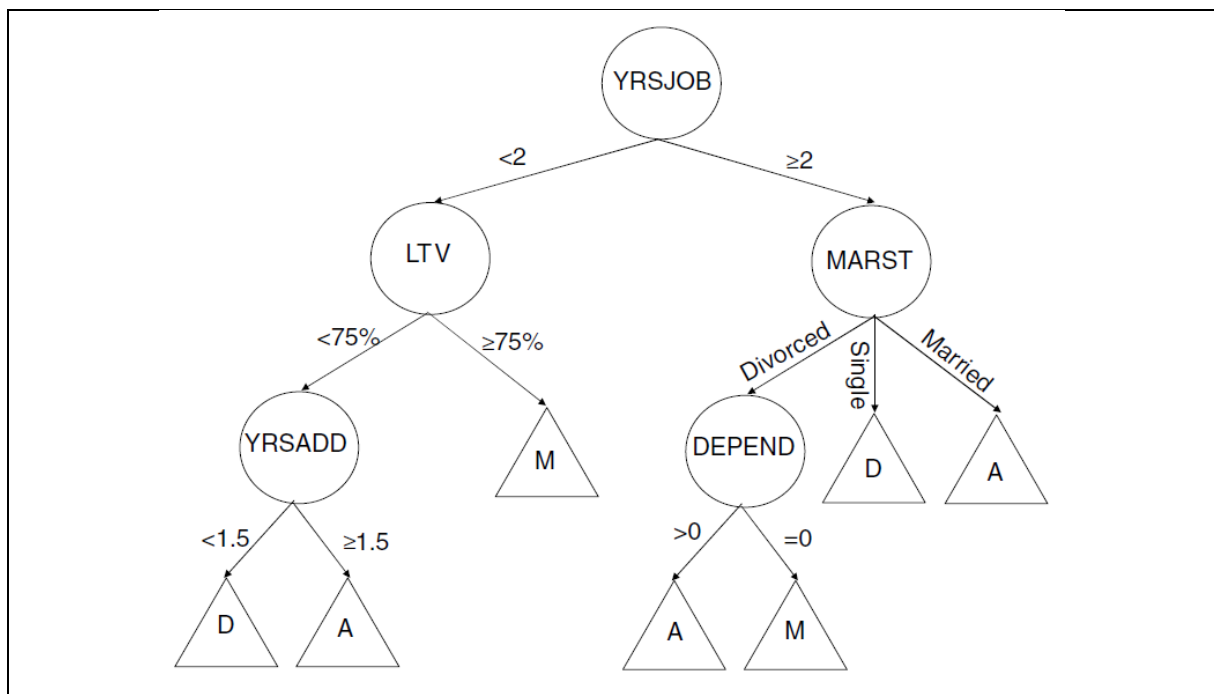 YRSJOB
<2
≥2
LTV
MARST
<75%
≥75%
Divorced
Single
Married
YRSADD
M
DEPEND
D
A
<1.5
≥1.5
>0
=0
D
A
A
M